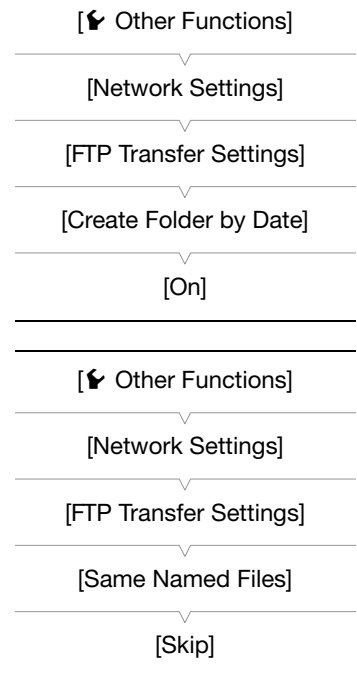 [ Other Functions]
[Network Settings]
[FTP Transfer Settings]
[Create Folder by Date]
[On]
[ Other Functions]
[Network Settings]
[FTP Transfer Settings]
[Same Named Files]
[Skip]